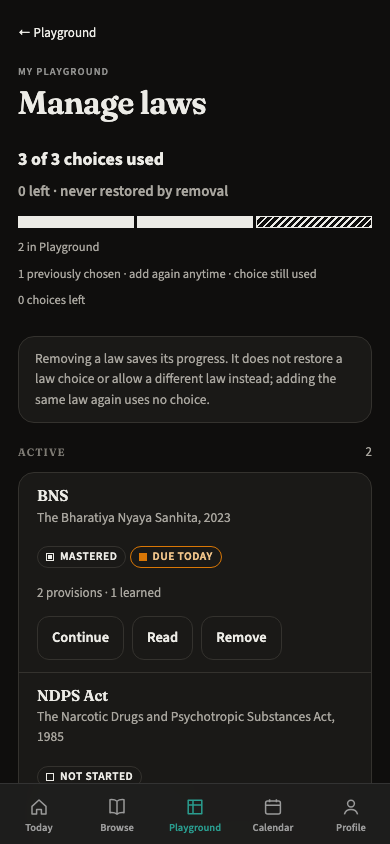 ← Playground
MY PLAYGROUND
Manage laws
3 of 3 choices used
0 left · never restored by removal
2 in Playground
1 previously chosen · add again anytime · choice still used
0 choices left
Removing a law saves its progress. It does not restore a
law choice or allow a different law instead; adding the
same law again uses no choice.
ACTIVE 2
BNS
The Bharatiya Nyaya Sanhita, 2023
MASTERED DUE TODAY
2 provisions · 1 learned
Continue Read Remove
NDPS Act
The Narcotic Drugs and Psychotropic Substances Act,
1985
NOT STARTED
Today Browse Playground Calendar Profile